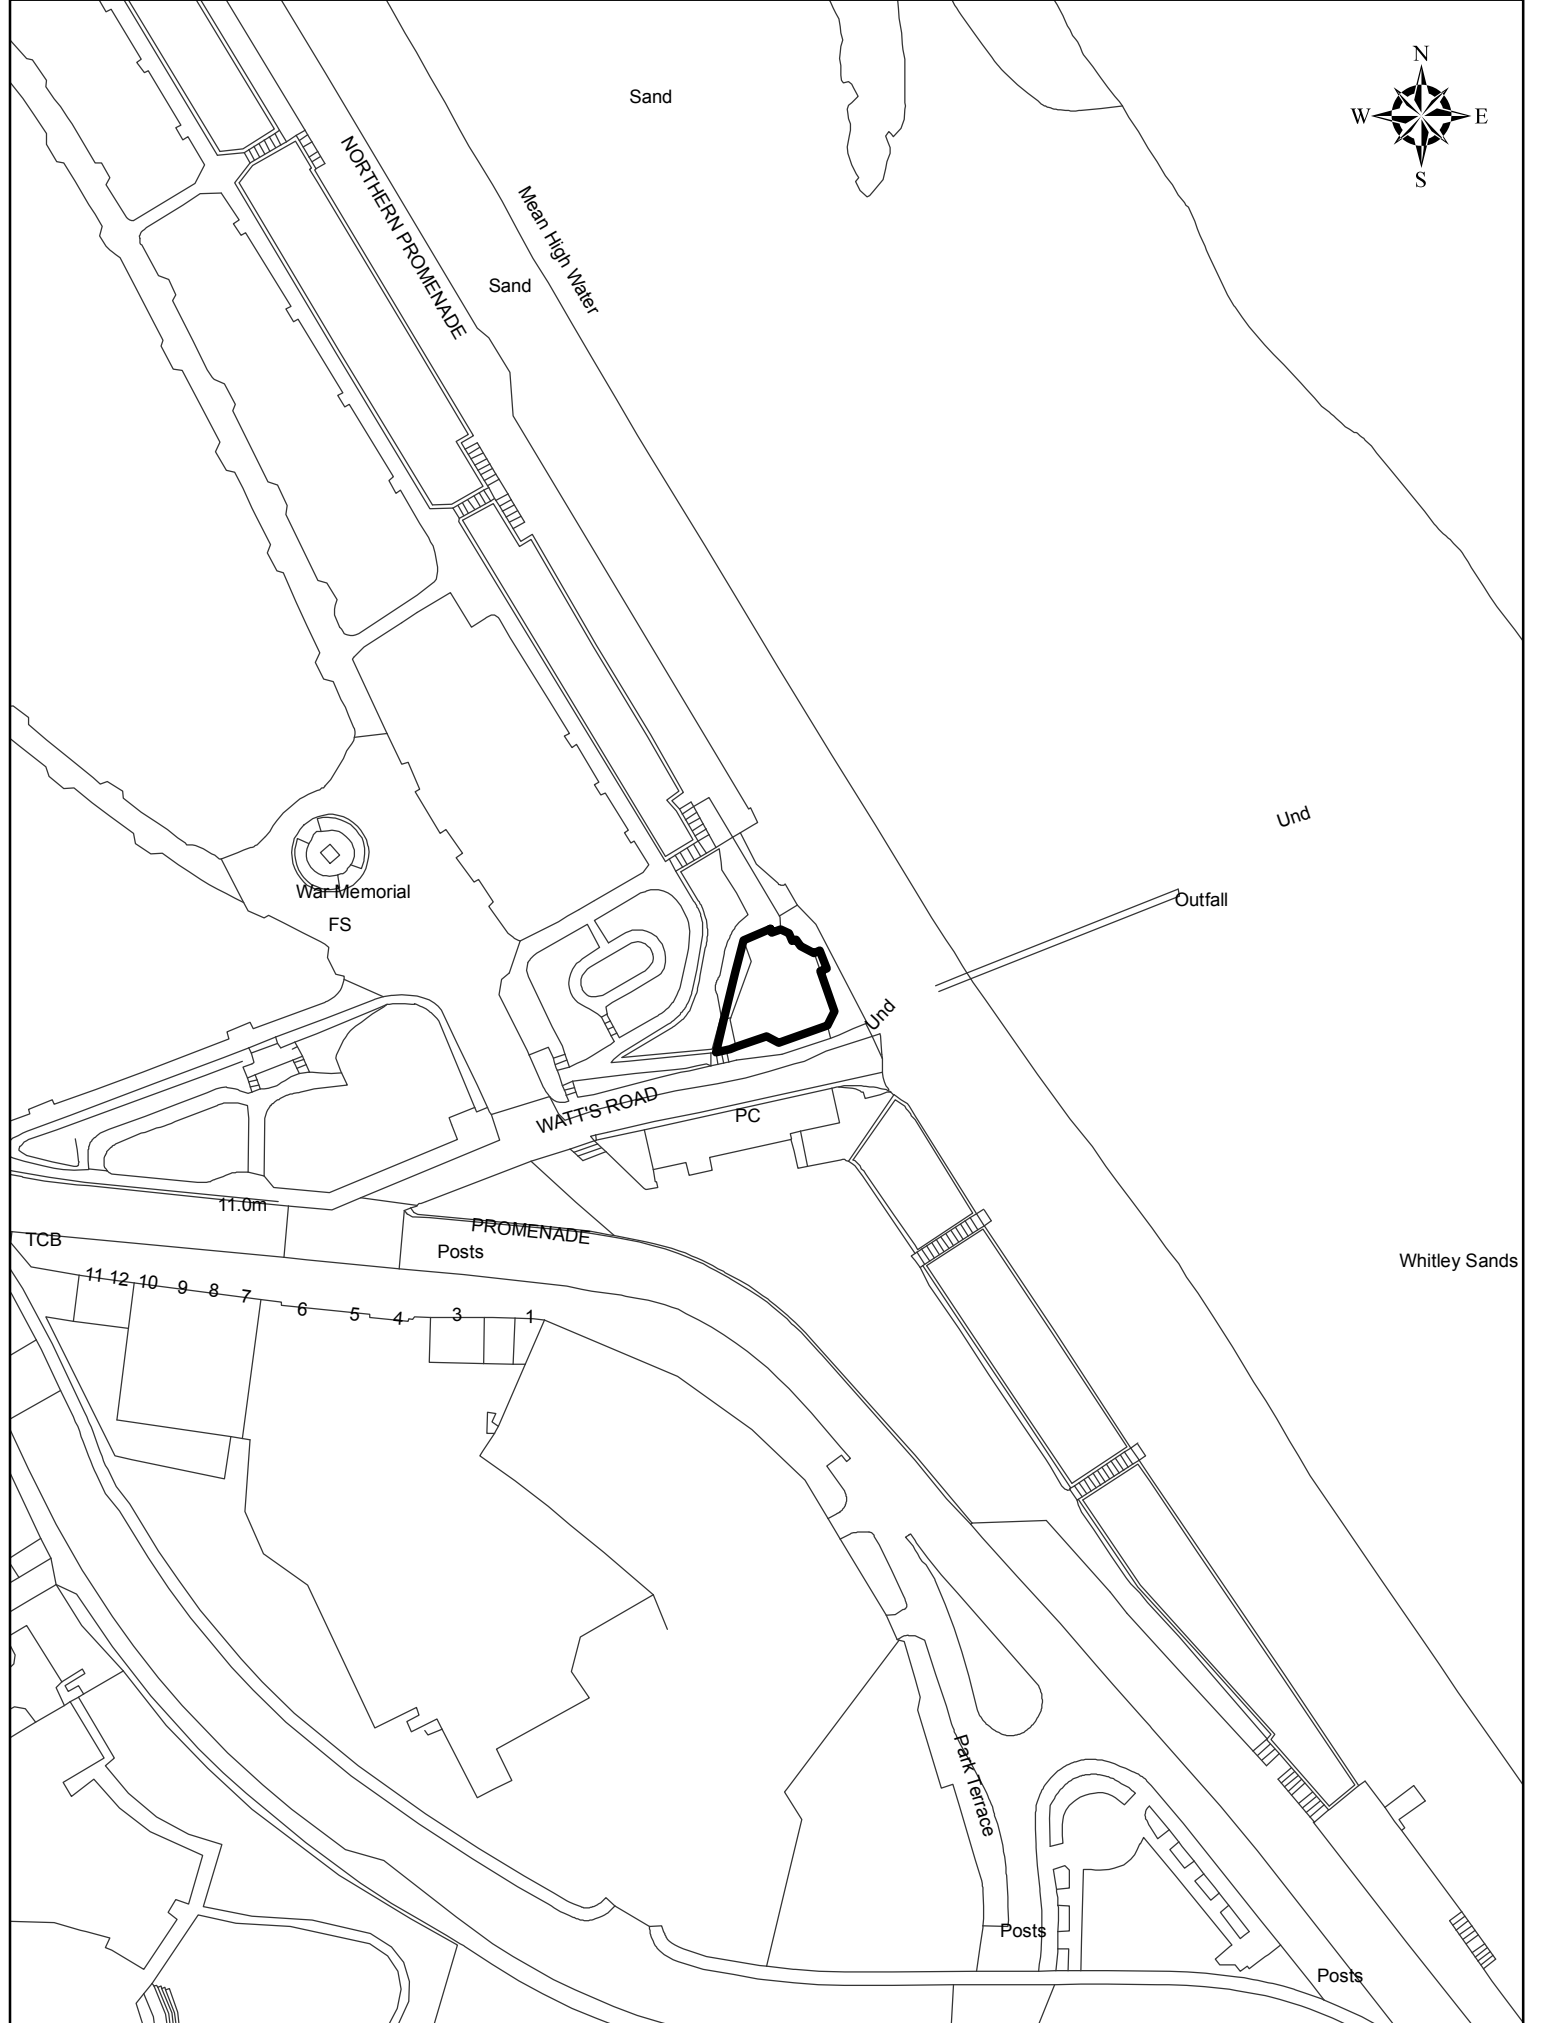 Sand
N
W
E
S
NORTHERN PROMENADE
Mean High Water
Sand
Und
War Memorial
Outfall
FS
Und
WATT'S ROAD
PC
11.0m
PROMENADE
TCB
Posts
Whitley Sands
11
12
10
9
8
7
6
5
4
3
1
Park Terrace
Posts
Posts